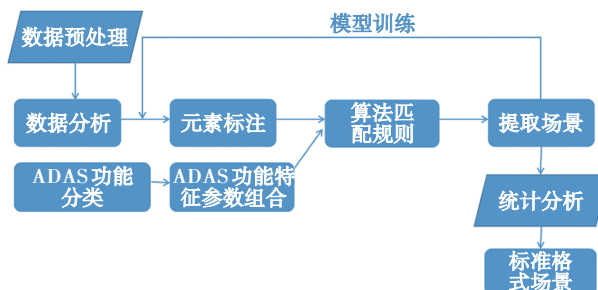 模型训练
数据预处理
数据分析
元素标注
算法匹
配规则
提取场景
ADAS功能
分类
ADAS功能特
征参数组合
统计分析
标准格
式场景